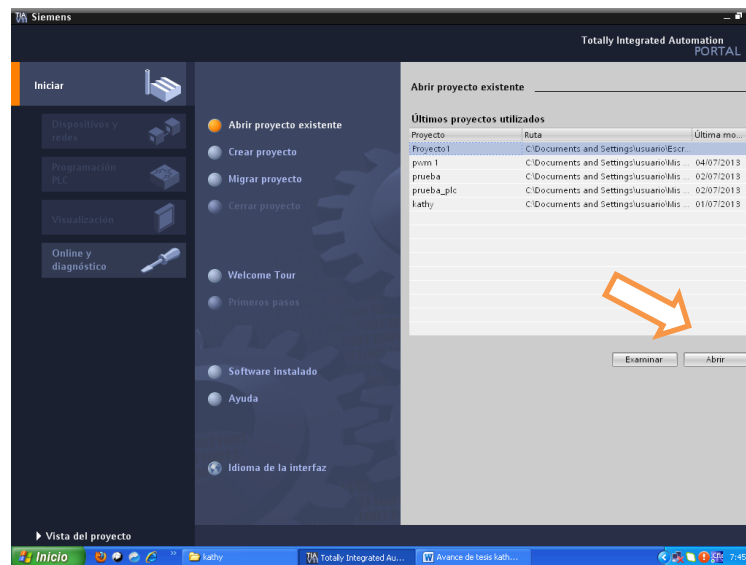 Siemens
Totally Integrated Automation
PORTAL
Iniciar
Dispositivos y
redes
Programación
PLC
Visualización
Online y
diagnóstico
Abrir proyecto existente
Crear proyecto
Migrar proyecto
Cerrar proyecto
Welcome Tour
Primeros pasos
Software instalado
Ayuda
Idioma de la interfaz
Abrir proyecto existente
Últimos proyectos utilizados
Proyecto Ruta Última mo...
Proyecto1 C:\Documents and Settings\usuario\Escr...
pwm 1 C:\Documents and Settings\usuario\Mis ... 04/07/2013
prueba C:\Documents and Settings\usuario\Mis ... 02/07/2013
prueba_plc C:\Documents and Settings\usuario\Mis ... 02/07/2013
kathy C:\Documents and Settings\usuario\Mis ... 01/07/2013
Examinar Abrir
Vista del proyecto
Inicio kathy Totally Integrated Au... Avance de tesis kath... 7:45